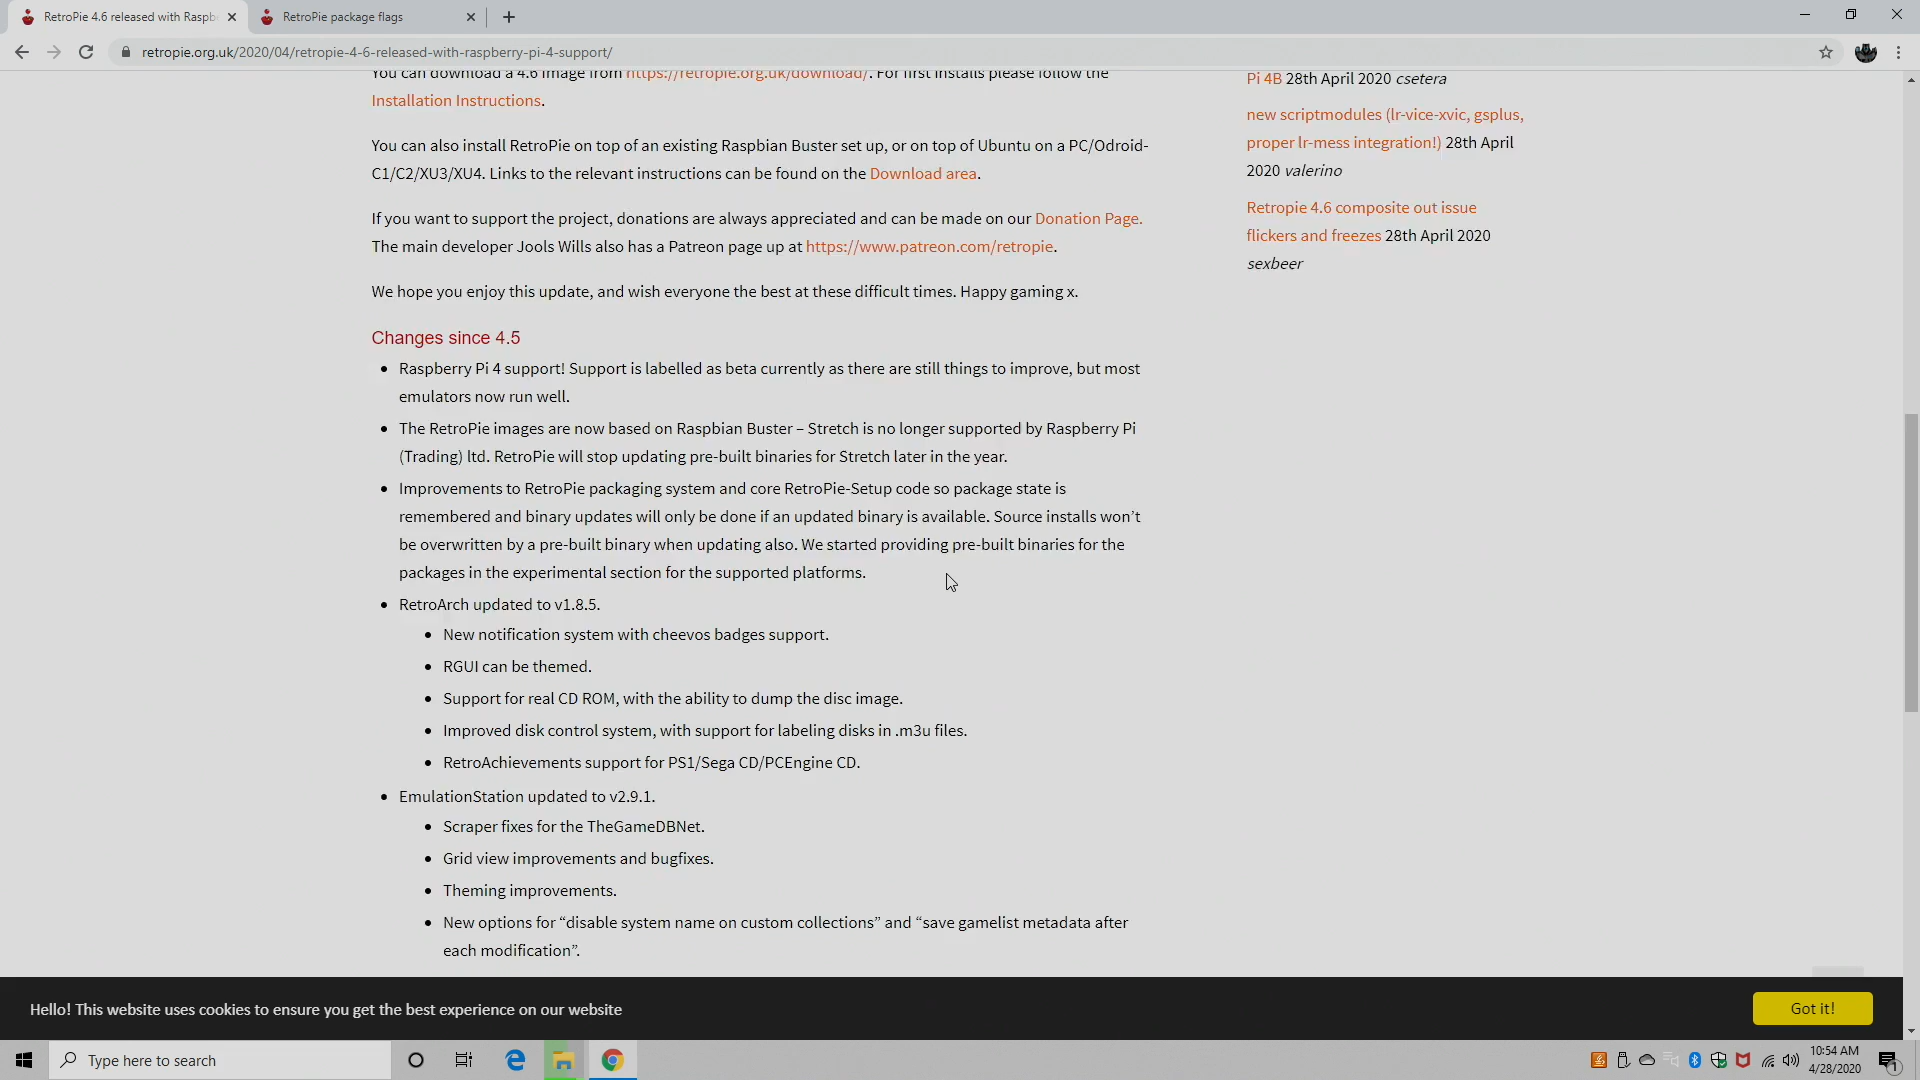 RetroPie 4.6 released with Raspb
RetroPie package flags
retropie.org.uk/2020/04/retropie-4-6-released-with-raspberry-pi-4-support/
You can download a 4.6 image from https://retropie.org.uk/download/. For first installs please follow the
Installation Instructions.
You can also install RetroPie on top of an existing Raspbian Buster set up, or on top of Ubuntu on a PC/Odroid-
C1/C2/XU3/XU4. Links to the relevant instructions can be found on the Download area.
If you want to support the project, donations are always appreciated and can be made on our Donation Page.
The main developer Jools Wills also has a Patreon page up at https://www.patreon.com/retropie.
We hope you enjoy this update, and wish everyone the best at these difficult times. Happy gaming x.
Changes since 4.5
Raspberry Pi 4 support! Support is labelled as beta currently as there are still things to improve, but most
emulators now run well.
The RetroPie images are now based on Raspbian Buster – Stretch is no longer supported by Raspberry Pi
(Trading) ltd. RetroPie will stop updating pre-built binaries for Stretch later in the year.
Improvements to RetroPie packaging system and core RetroPie-Setup code so package state is
remembered and binary updates will only be done if an updated binary is available. Source installs won’t
be overwritten by a pre-built binary when updating also. We started providing pre-built binaries for the
packages in the experimental section for the supported platforms.
RetroArch updated to v1.8.5.
New notification system with cheevos badges support.
RGUI can be themed.
Support for real CD ROM, with the ability to dump the disc image.
Improved disk control system, with support for labeling disks in .m3u files.
RetroAchievements support for PS1/Sega CD/PCEngine CD.
EmulationStation updated to v2.9.1.
Scraper fixes for the TheGameDBNet.
Grid view improvements and bugfixes.
Theming improvements.
New options for “disable system name on custom collections” and “save gamelist metadata after
each modification”.
Pi 4B 28th April 2020 csetera
new scriptmodules (lr-vice-xvic, gsplus,
proper lr-mess integration!) 28th April
2020 valerino
Retropie 4.6 composite out issue
flickers and freezes 28th April 2020
sexbeer
Hello! This website uses cookies to ensure you get the best experience on our website
Got it!
Type here to search
10:54 AM
4/28/2020
1